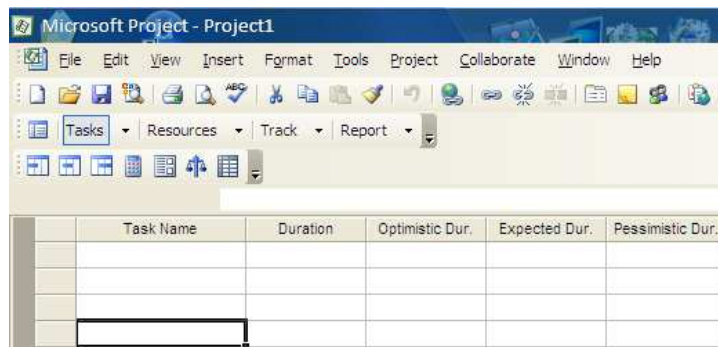 Microsoft Project - Project1
File Edit View Insert Format Tools Project Collaborate Window Help
ABC
Tasks Resources Track Report
Task Name Duration Optimistic Dur. Expected Dur. Pessimistic Dur.